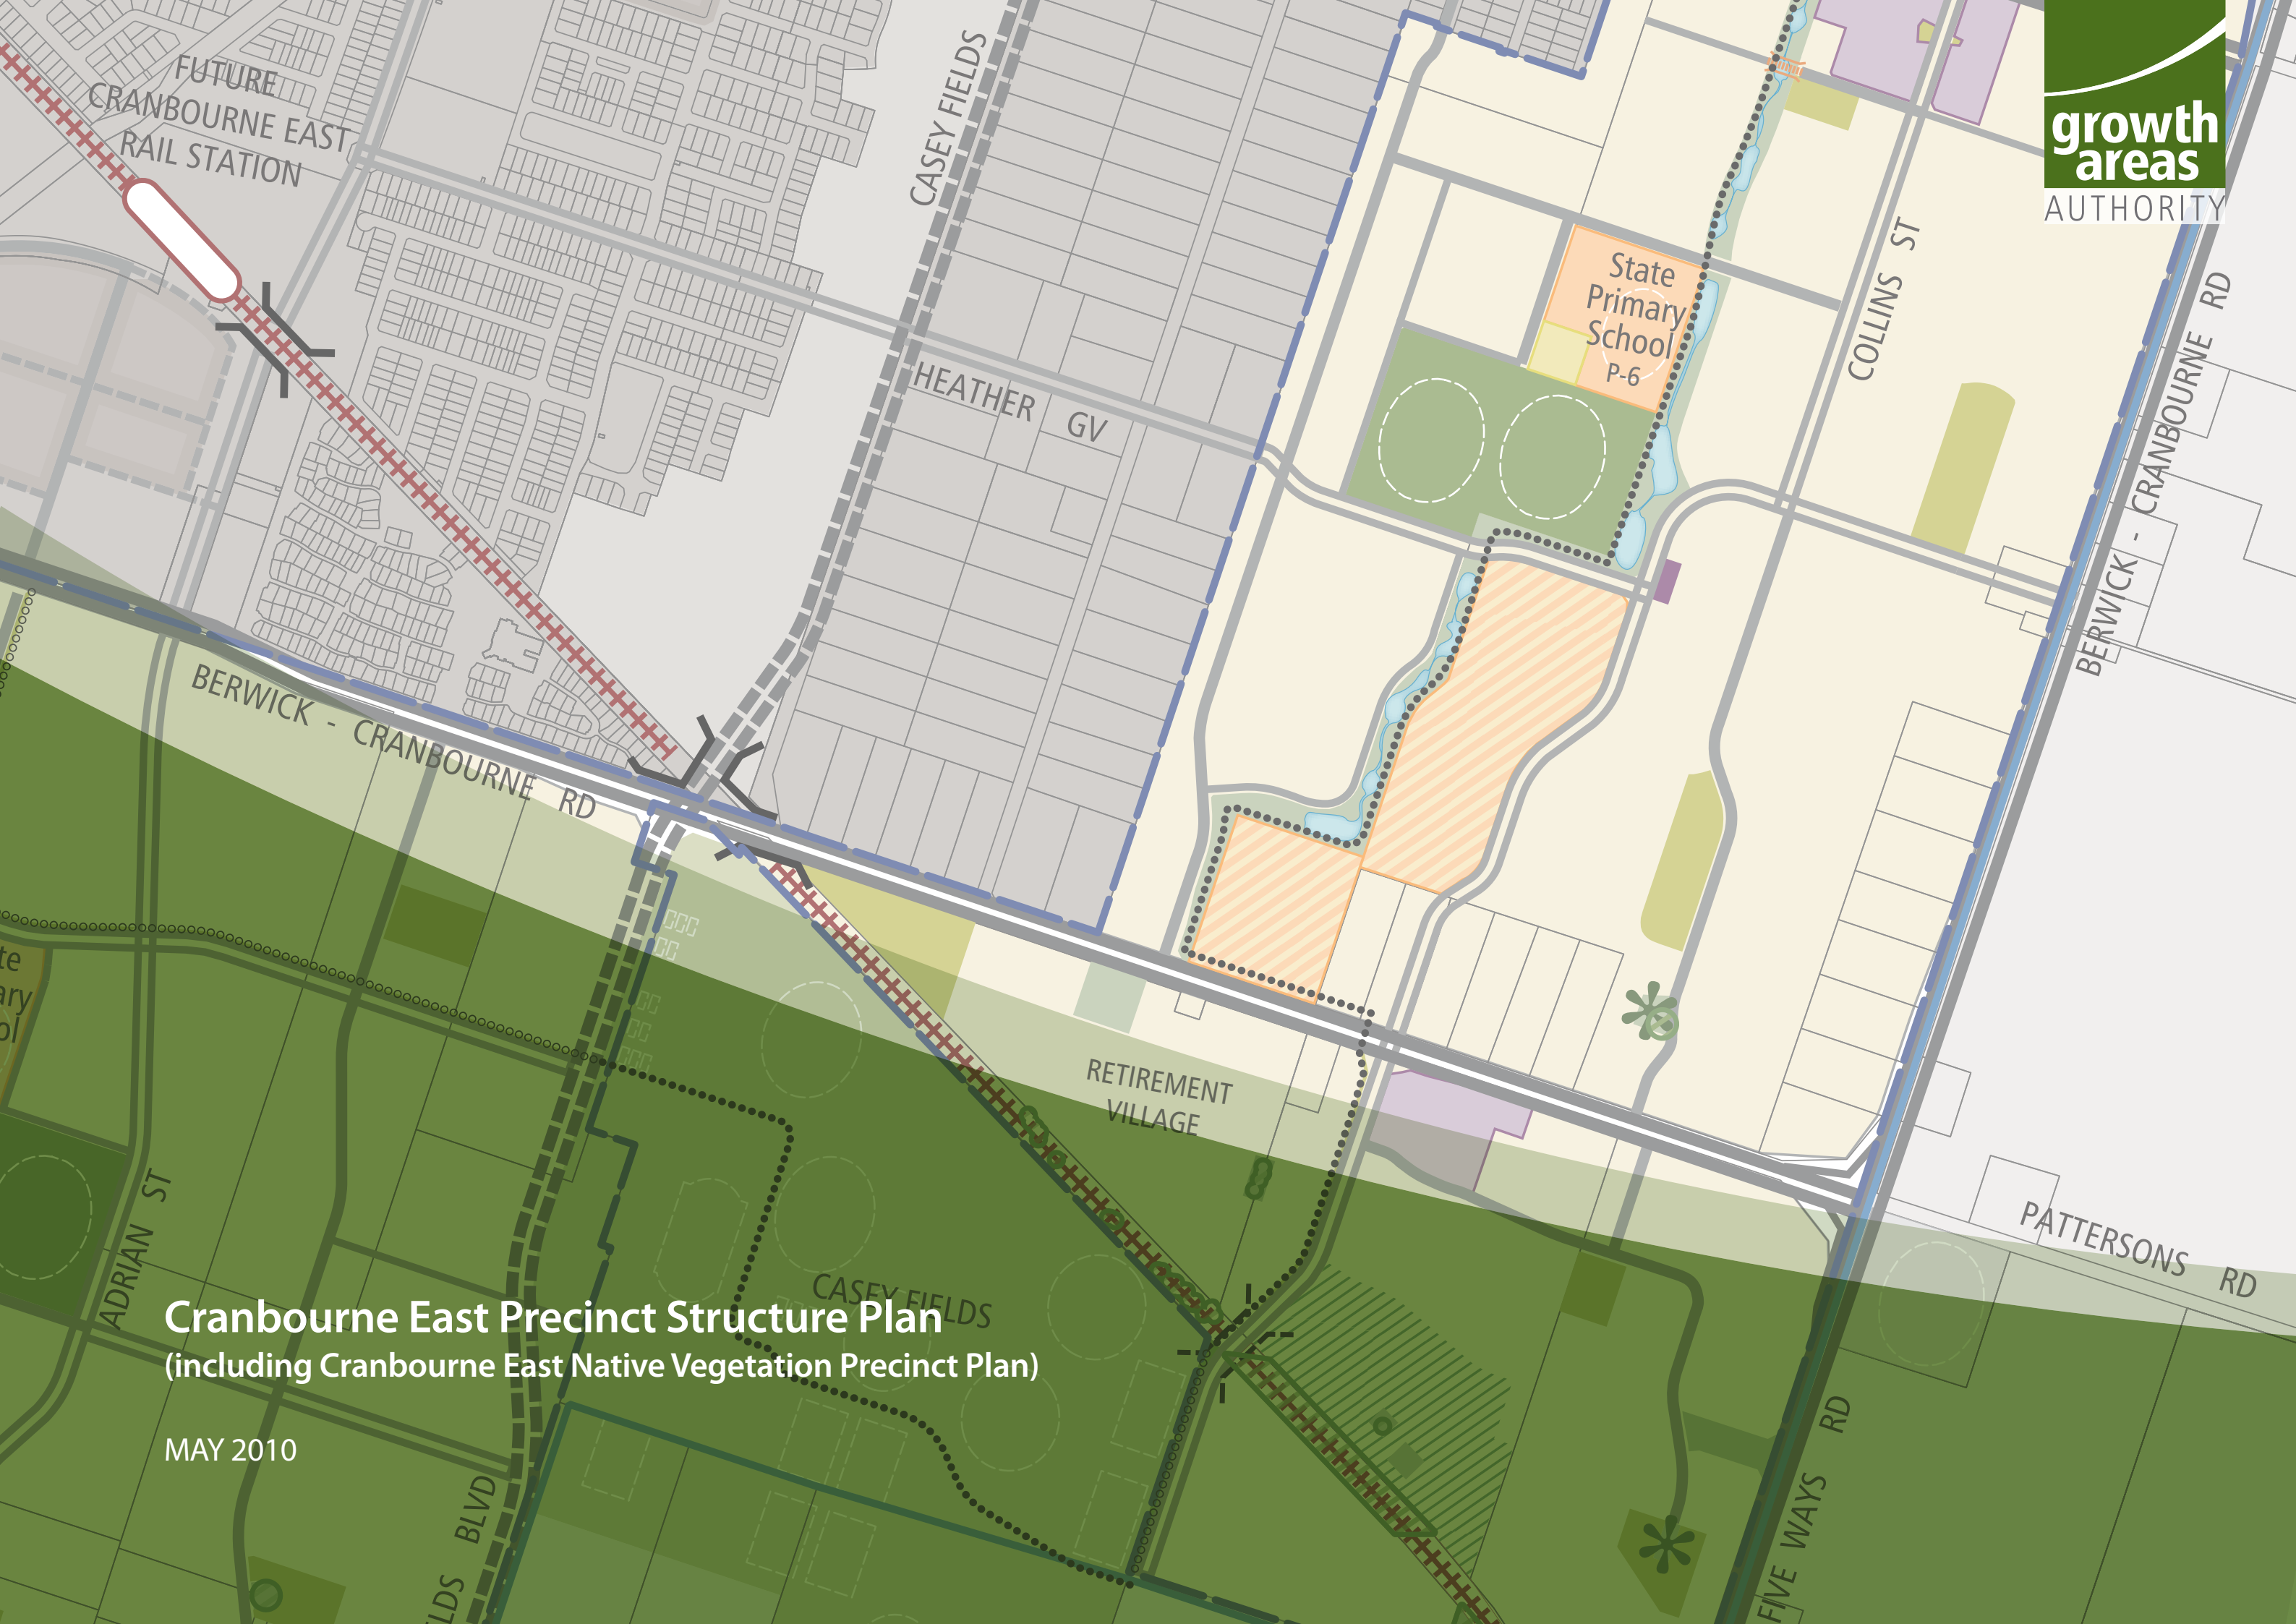 FUTURE
CRANBOURNE EAST
RAIL STATION
CASEY FIELDS
growth
areas
AUTHORITY
State
Primary
School
P-6
COLLINS ST
BERWICK - CRANBOURNE RD
HEATHER GV
BERWICK - CRANBOURNE RD
RETIREMENT
VILLAGE
PATTERSONS RD
ADRIAN ST
CASEY FIELDS
Cranbourne East Precinct Structure Plan
(including Cranbourne East Native Vegetation Precinct Plan)
MAY 2010
LDS BLVD
FIVE WAYS RD